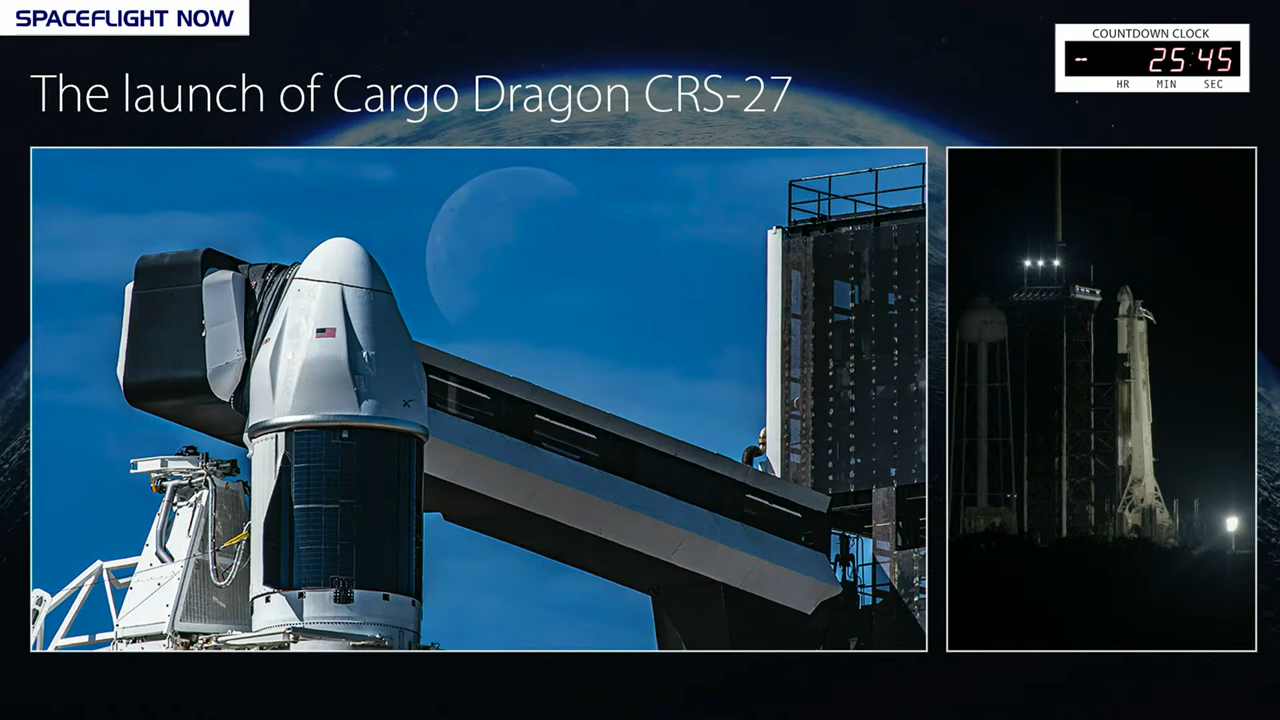 SPACEFLIGHT NOW
COUNTDOWN CLOCK
-- 25:45
HR MIN SEC
The launch of Cargo Dragon CRS-27